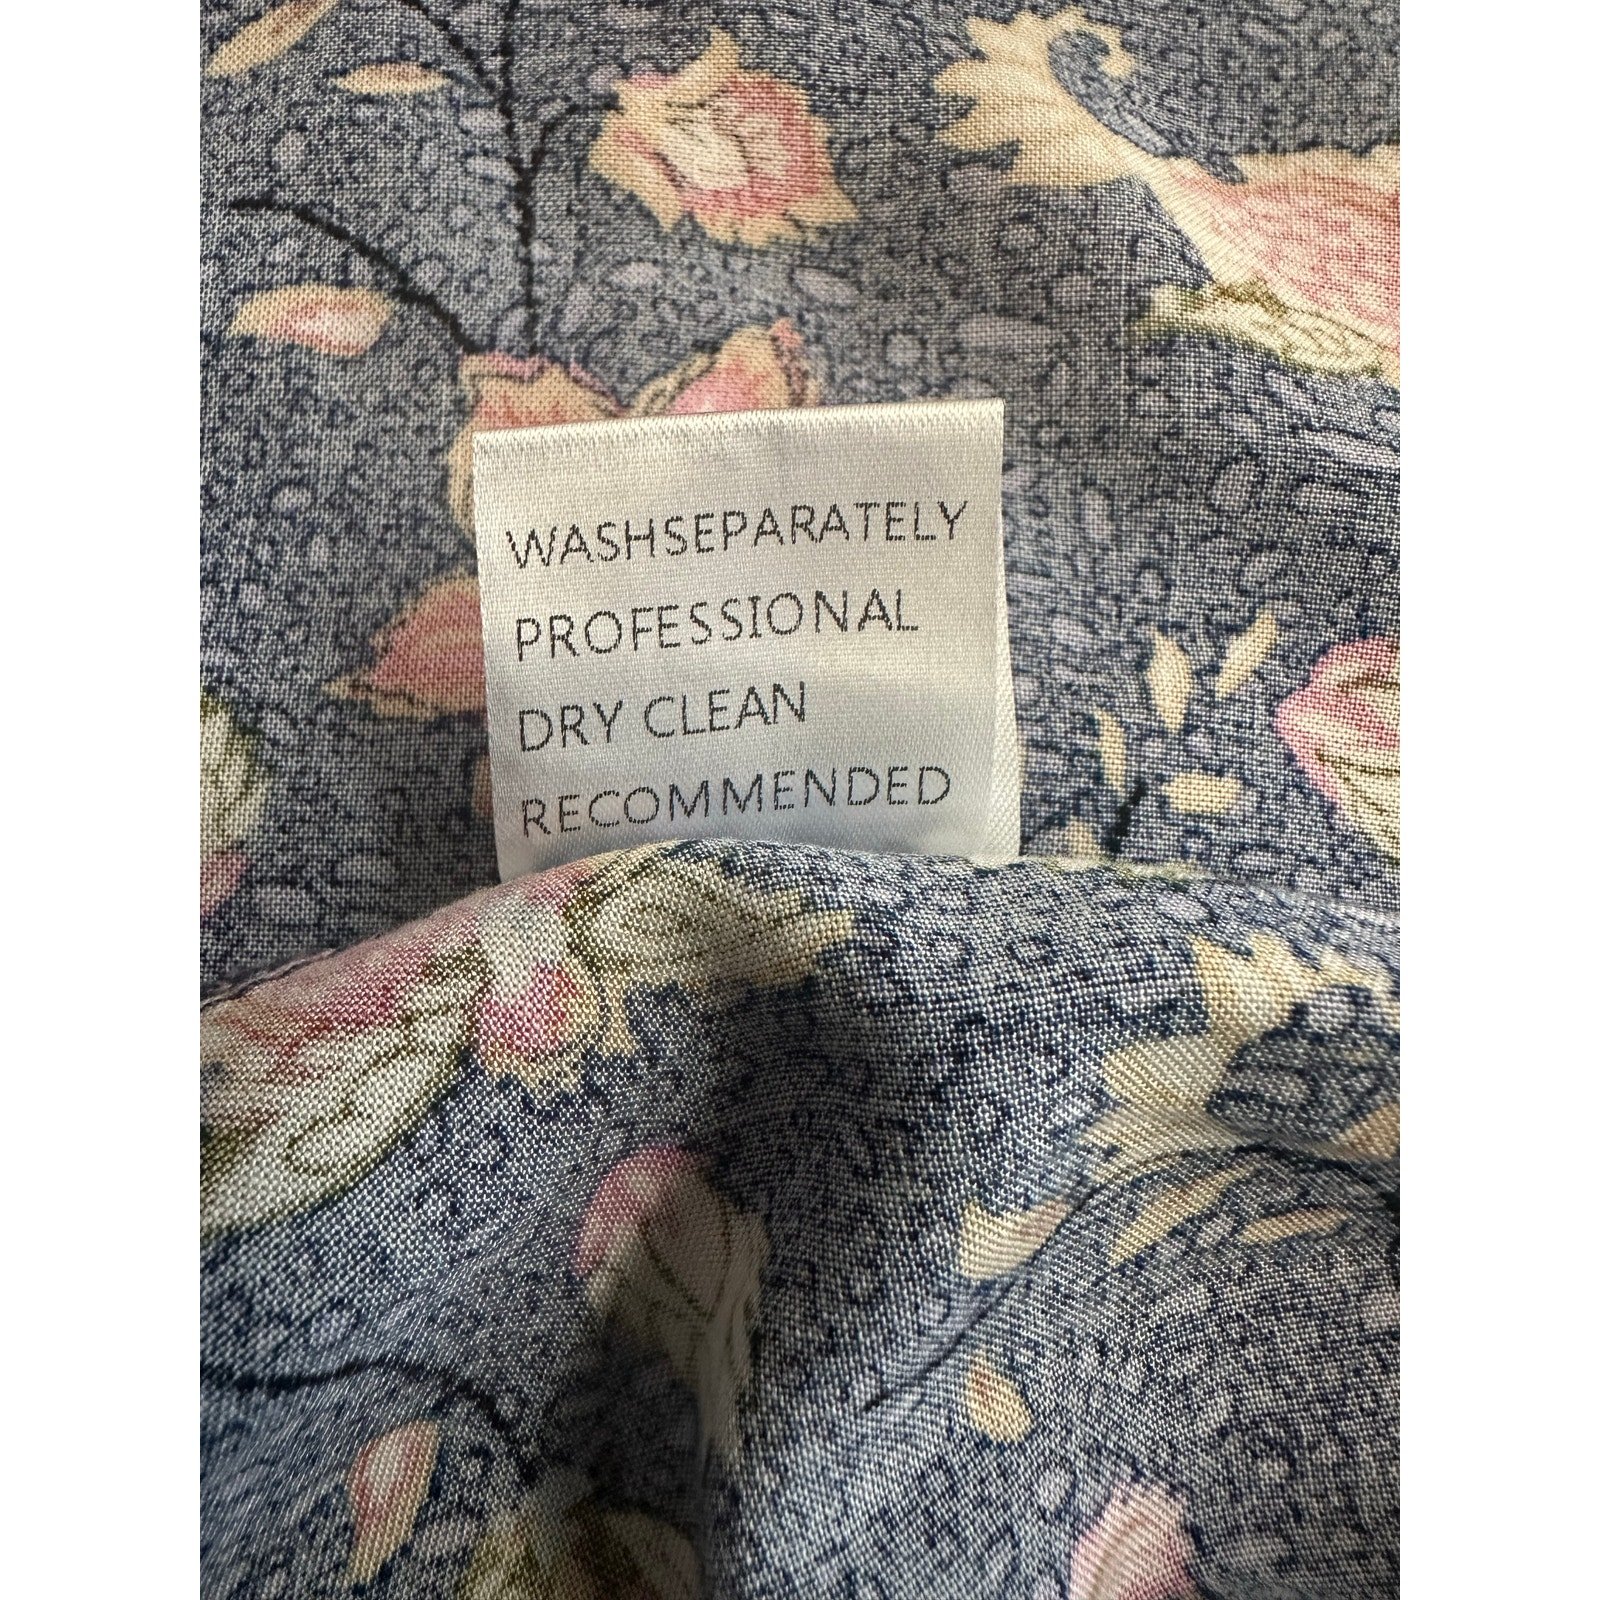 WASHSEPARATELY
PROFESSIONAL
DRY CLEAN
RECOMMENDED